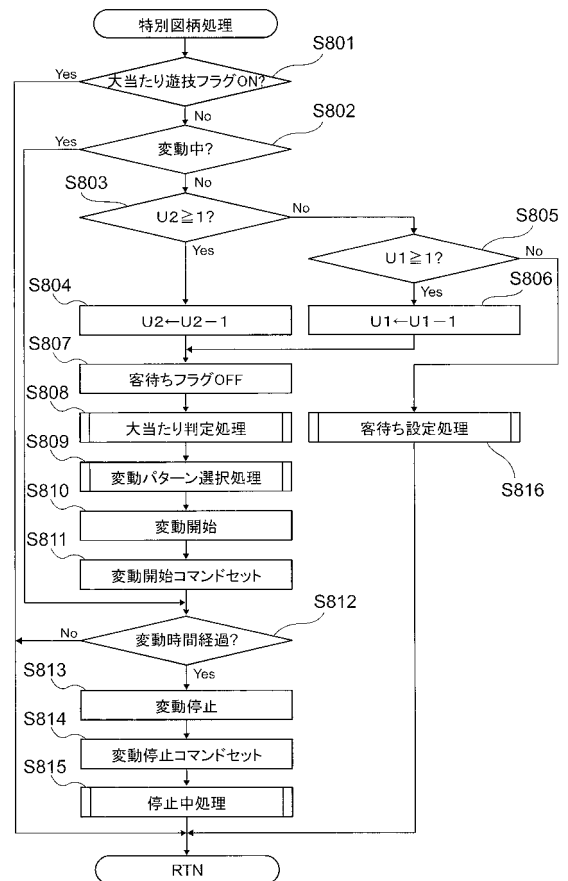 特別図柄処理
S801
Yes
大当たり遊技フラグON?
No
S802
Yes
変動中?
No
S803
U2≧1?
No
Yes
S805
U1≧1?
No
Yes
S804
U2←U2－1
S806
U1←U1－1
S807
客待ちフラグOFF
S808
大当たり判定処理
客待ち設定処理
S816
S809
変動パターン選択処理
S810
変動開始
S811
変動開始コマンドセット
S812
No
変動時間経過?
Yes
S813
変動停止
S814
変動停止コマンドセット
S815
停止中処理
RTN